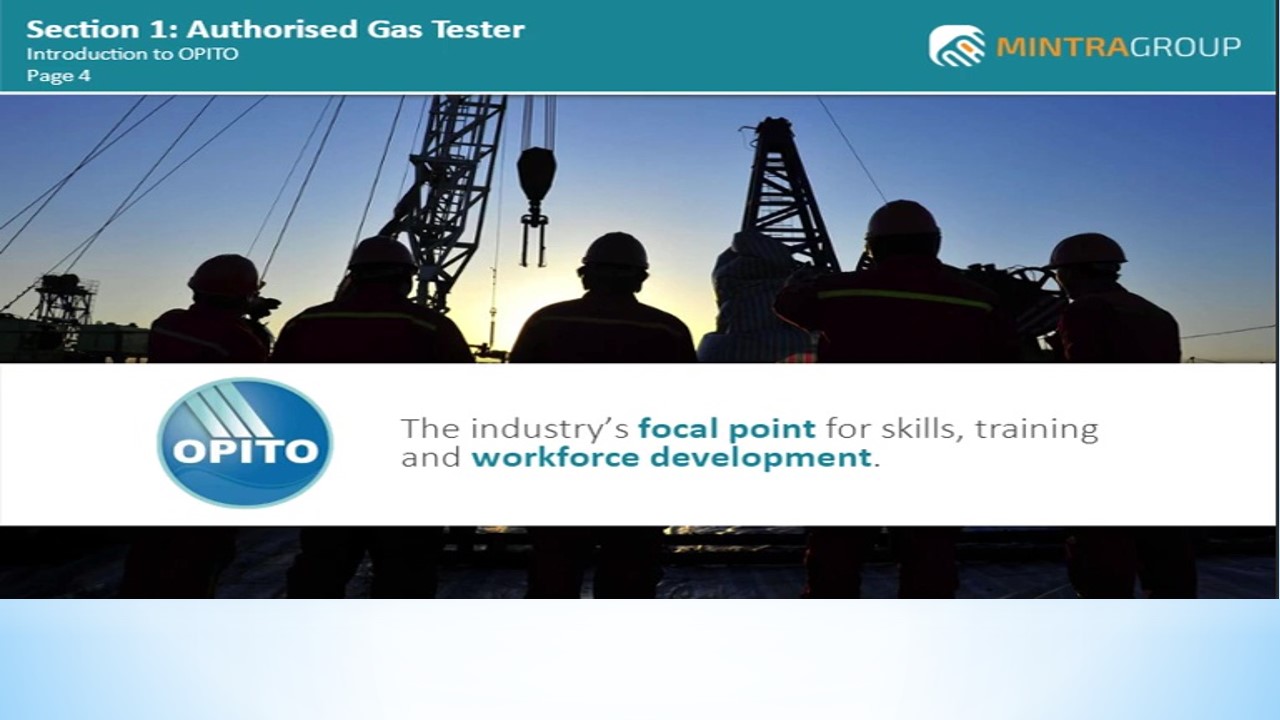 Section 1: Authorised Gas Tester
Introduction to OPITO
Page 4
MINTRAGROUP
OPITO
The industry's focal point for skills, training
and workforce development.